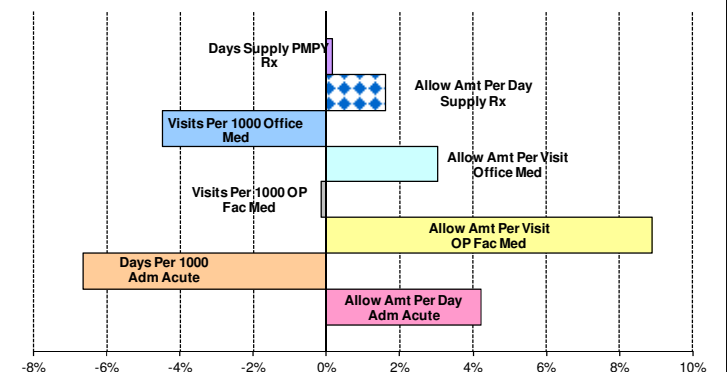 Days Supply PMPY
Rx
Allow Amt Per Day
Supply Rx
Visits Per 1000 Office
Med
Allow Amt Per Visit
Office Med
Visits Per 1000 OP
Fac Med
Allow Amt Per Visit
OP Fac Med
Days Per 1000
Adm Acute
Allow Amt Per Day
Adm Acute
-8% -6% -4% -2% 0% 2% 4% 6% 8% 10%